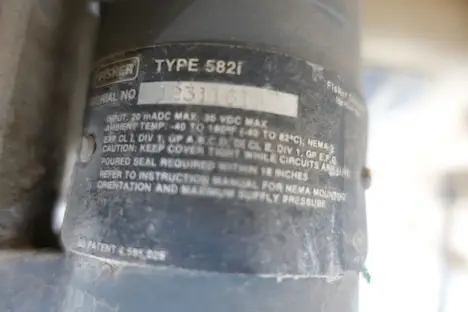 FISHER TYPE 582i
SERIAL NO
INPUT: 20 mADC MAX, 30 VDC MAX
AMBIENT TEMP: -40 TO 180°F (-40 TO 82°C), NEMA-3
EXP CL I, DIV 1, GP A,B,C,D. DI CL II, DIV 1, GP E,F,G
CAUTION: KEEP COVER TIGHT WHILE CIRCUITS ARE
POURED SEAL REQUIRED WITHIN 18 INCHES
REFER TO INSTRUCTION MANUAL FOR NEMA
ORIENTATION AND MAXIMUM SUPPLY PRESSURE
PATENT
Fisher